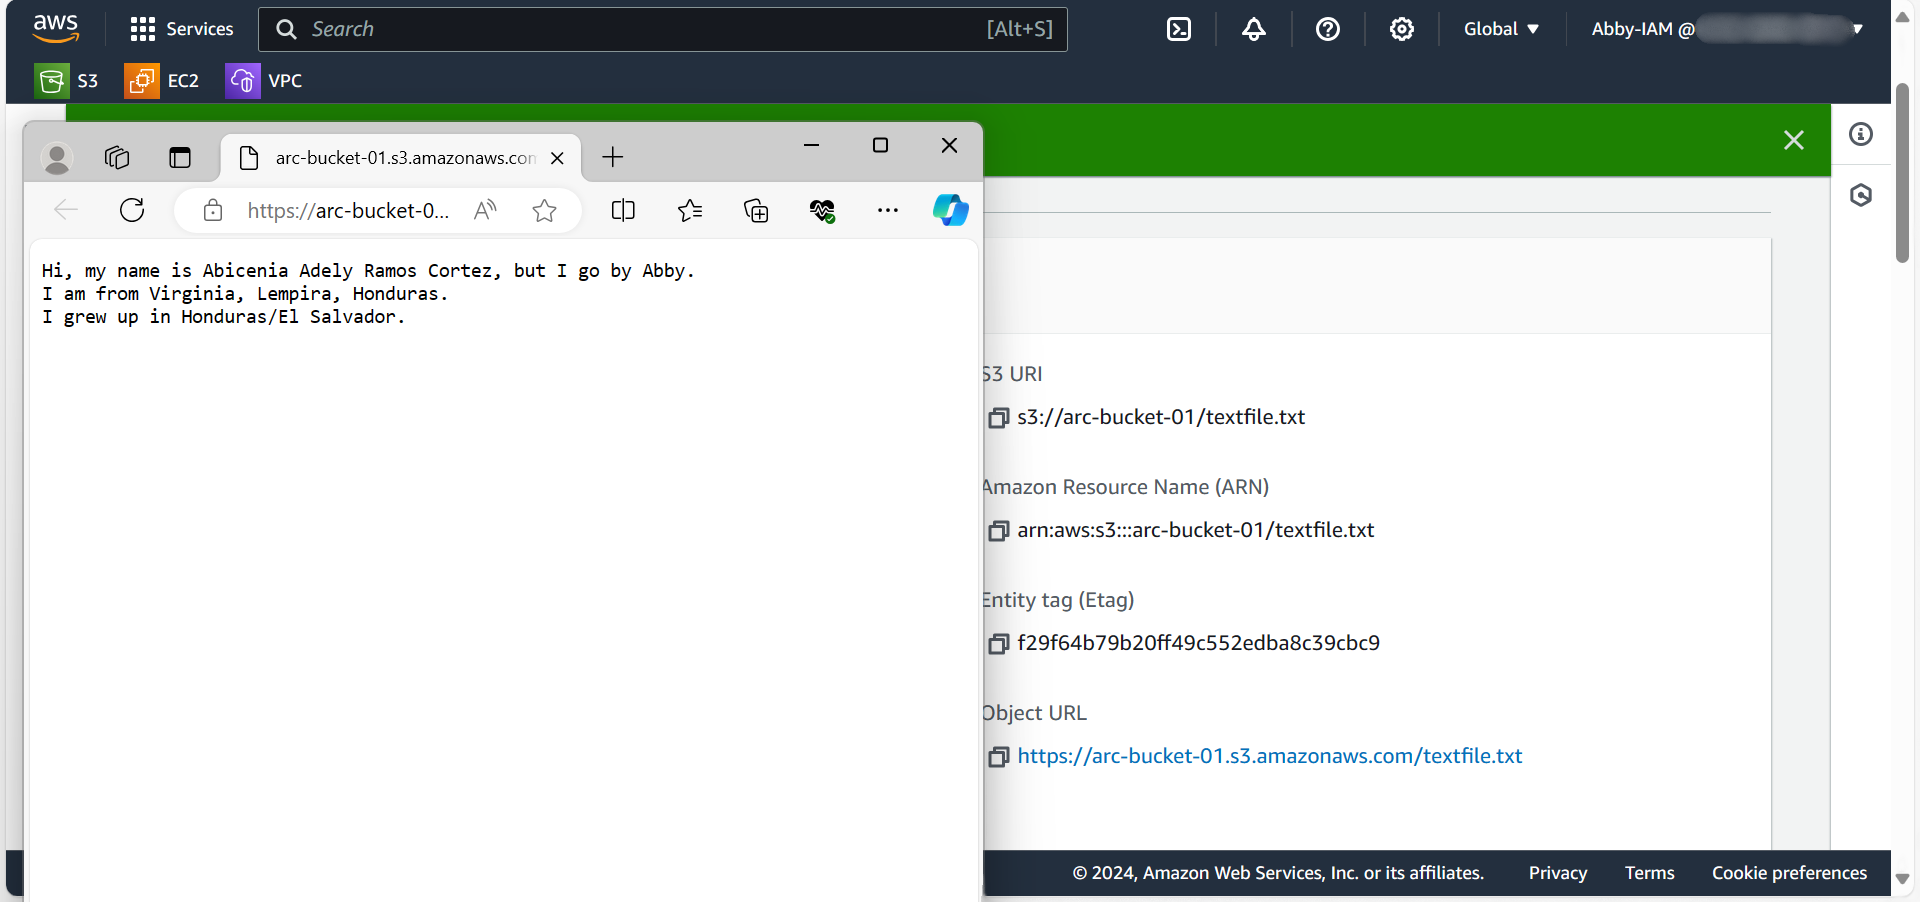 aws
Services
Search
[Alt+S]
Global
Abby-IAM @
S3
EC2
VPC
arc-bucket-01.s3.amazonaws.com
https://arc-bucket-0...
Hi, my name is Abicenia Adely Ramos Cortez, but I go by Abby.
I am from Virginia, Lempira, Honduras.
I grew up in Honduras/El Salvador.
S3 URI
s3://arc-bucket-01/textfile.txt
Amazon Resource Name (ARN)
arn:aws:s3:::arc-bucket-01/textfile.txt
Entity tag (Etag)
f29f64b79b20ff49c552edba8c39cbc9
Object URL
https://arc-bucket-01.s3.amazonaws.com/textfile.txt
© 2024, Amazon Web Services, Inc. or its affiliates.
Privacy
Terms
Cookie preferences